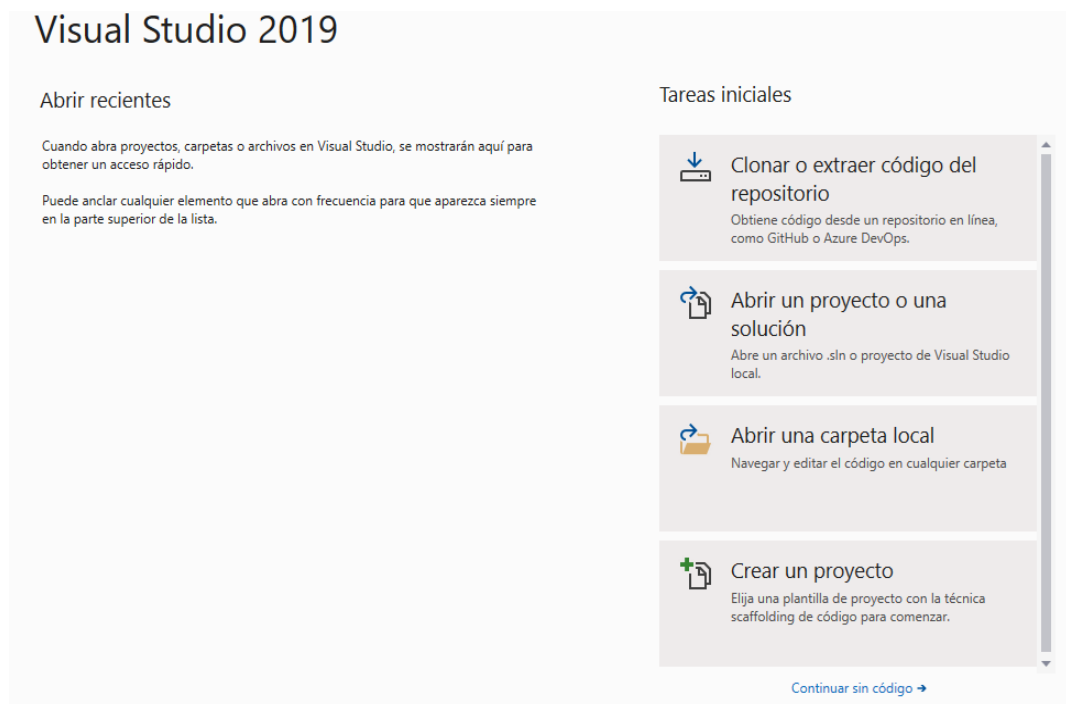 Visual Studio 2019
Abrir recientes
Cuando abra proyectos, carpetas o archivos en Visual Studio, se mostrarán aquí para
obtener un acceso rápido.
Puede anclar cualquier elemento que abra con frecuencia para que aparezca siempre
en la parte superior de la lista.
Tareas iniciales
Clonar o extraer código del
repositorio
Obtiene código desde un repositorio en línea,
como GitHub o Azure DevOps.
Abrir un proyecto o una
solución
Abre un archivo .sln o proyecto de Visual Studio
local.
Abrir una carpeta local
Navegar y editar el código en cualquier carpeta
Crear un proyecto
Elija una plantilla de proyecto con la técnica
scaffolding de código para comenzar.
Continuar sin código →